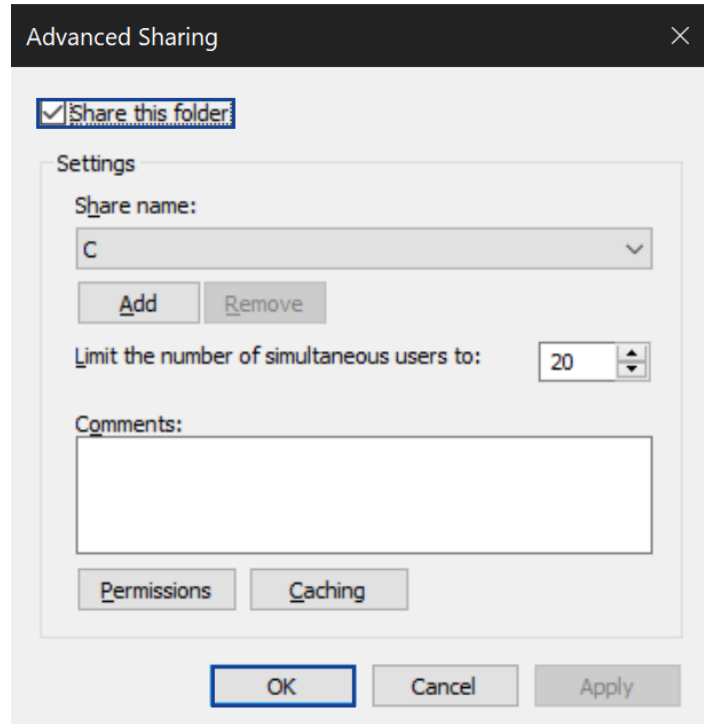 Advanced Sharing
Share this folder
Settings
Share name:
C
Add Remove
Limit the number of simultaneous users to: 20
Comments:
Permissions Caching
OK Cancel Apply